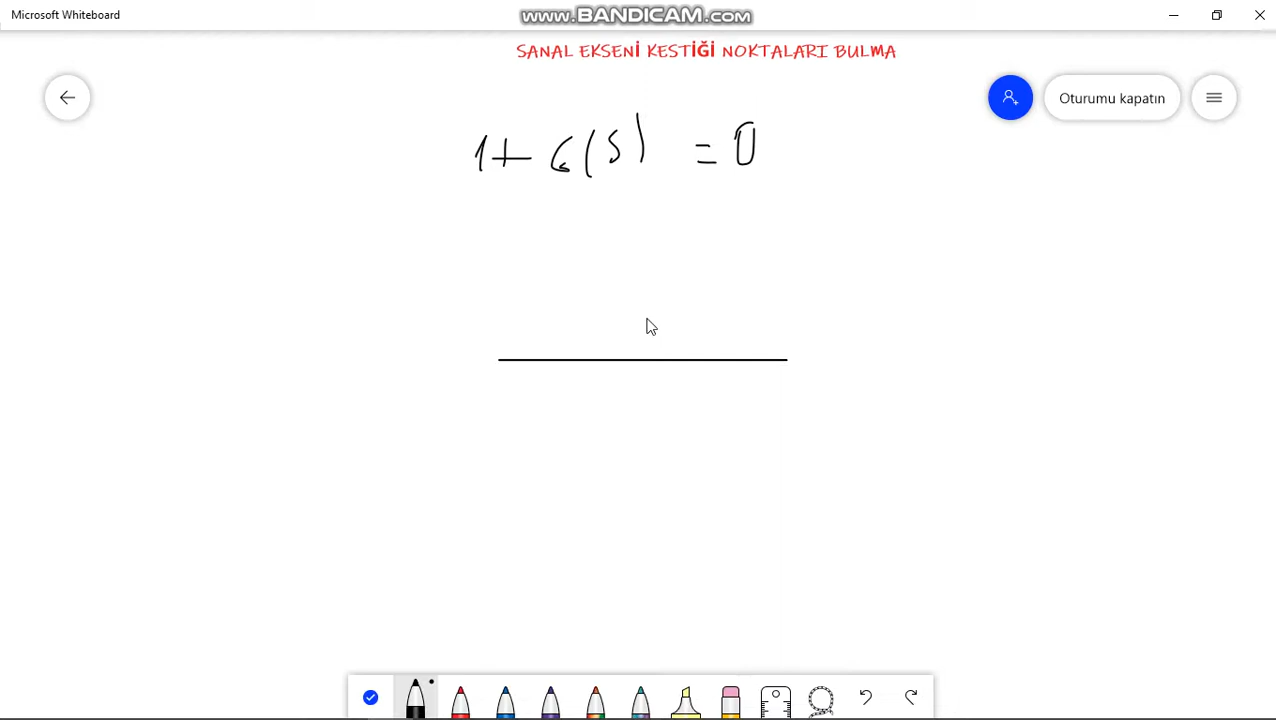 Microsoft Whiteboard
www.BANDICAM.com
SANAL EKSENİ KESTİĞİ NOKTALARI BULMA
Oturumu kapatın
1+ G(S) = 0